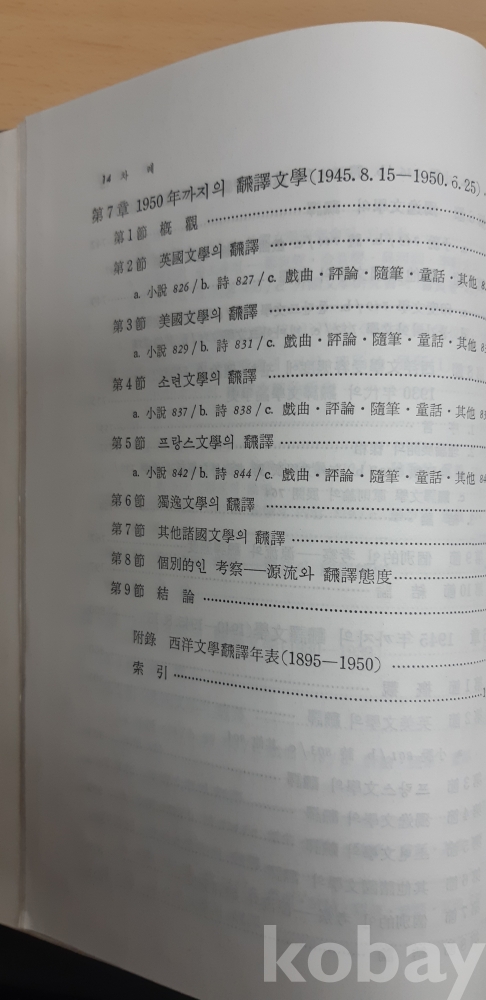 14 차 례
第7章 1950年까지의 飜譯文學(1945.8.15—1950.6.25)
第1節 概 觀
第2節 英國文學의 飜譯
a. 小說 826/b. 詩 827/c. 戲曲·評論·隨筆·童話·其他
第3節 美國文學의 飜譯
a. 小說 829/b. 詩 831/c. 戲曲·評論·隨筆·童話·其他
第4節 소련文學의 飜譯
a. 小說 837/b. 詩 838/c. 戲曲·評論·隨筆·童話·其他
第5節 프랑스文學의 飜譯
a. 小說 842/b. 詩 844/c. 戲曲·評論·隨筆·童話·其他
第6節 獨逸文學의 飜譯
第7節 其他諸國文學의 飜譯
第8節 個別的인 考察—源流와 飜譯態度
第9節 結 論
附錄 西洋文學飜譯年表(1895—1950)
索 引
kobay